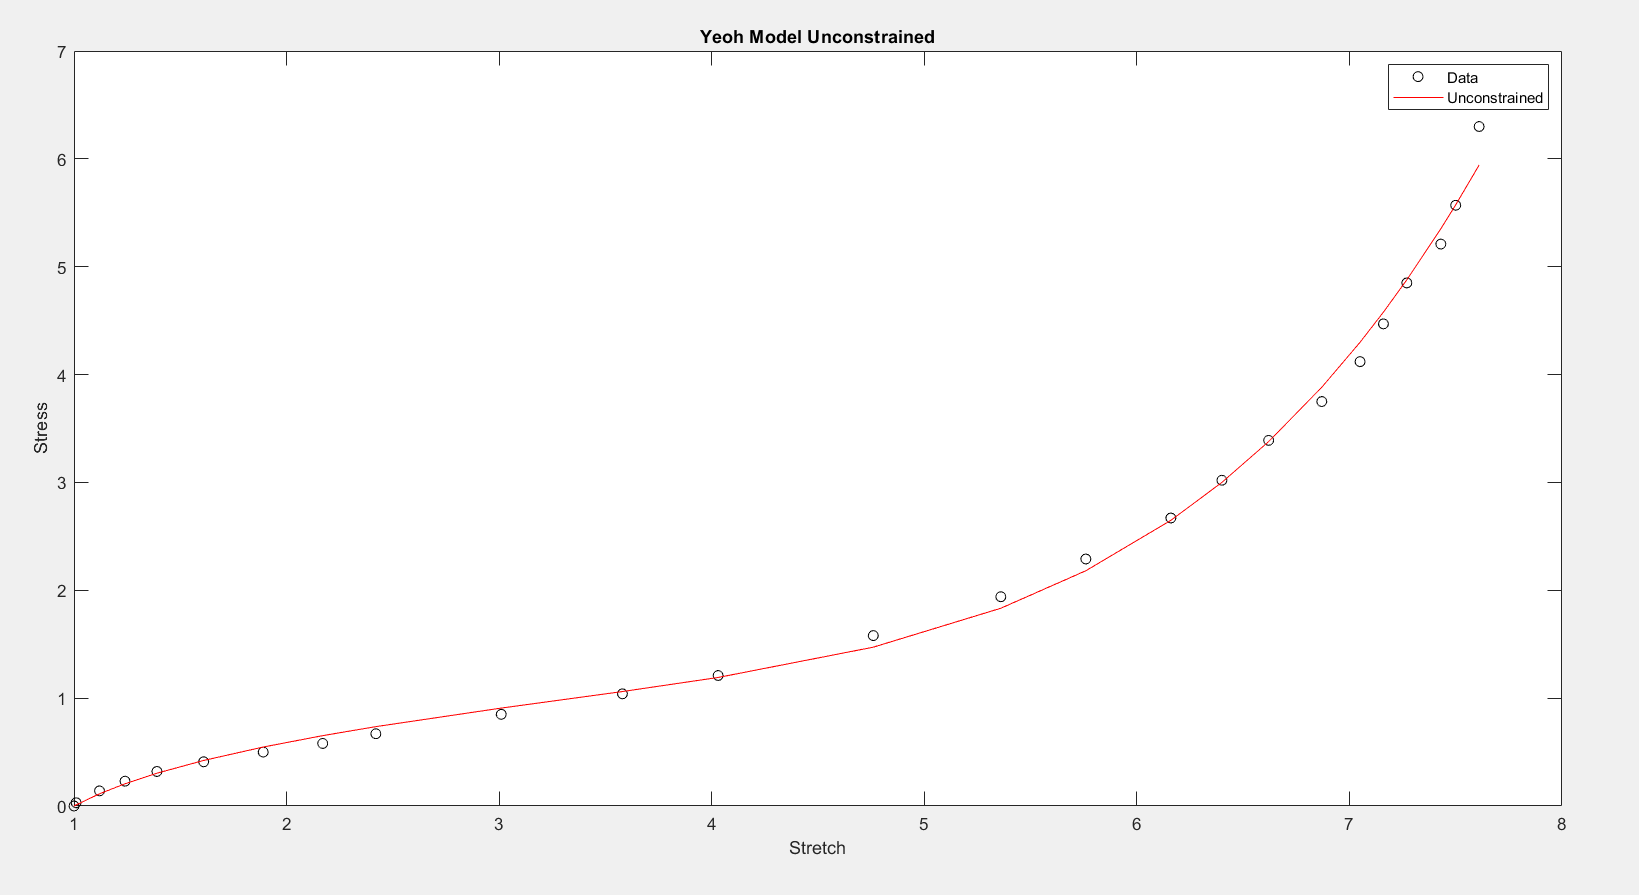 Yeoh Model Unconstrained
Data
Unconstrained
7
6
5
4
3
2
1
0
Stress
1 2 3 4 5 6 7 8
Stretch